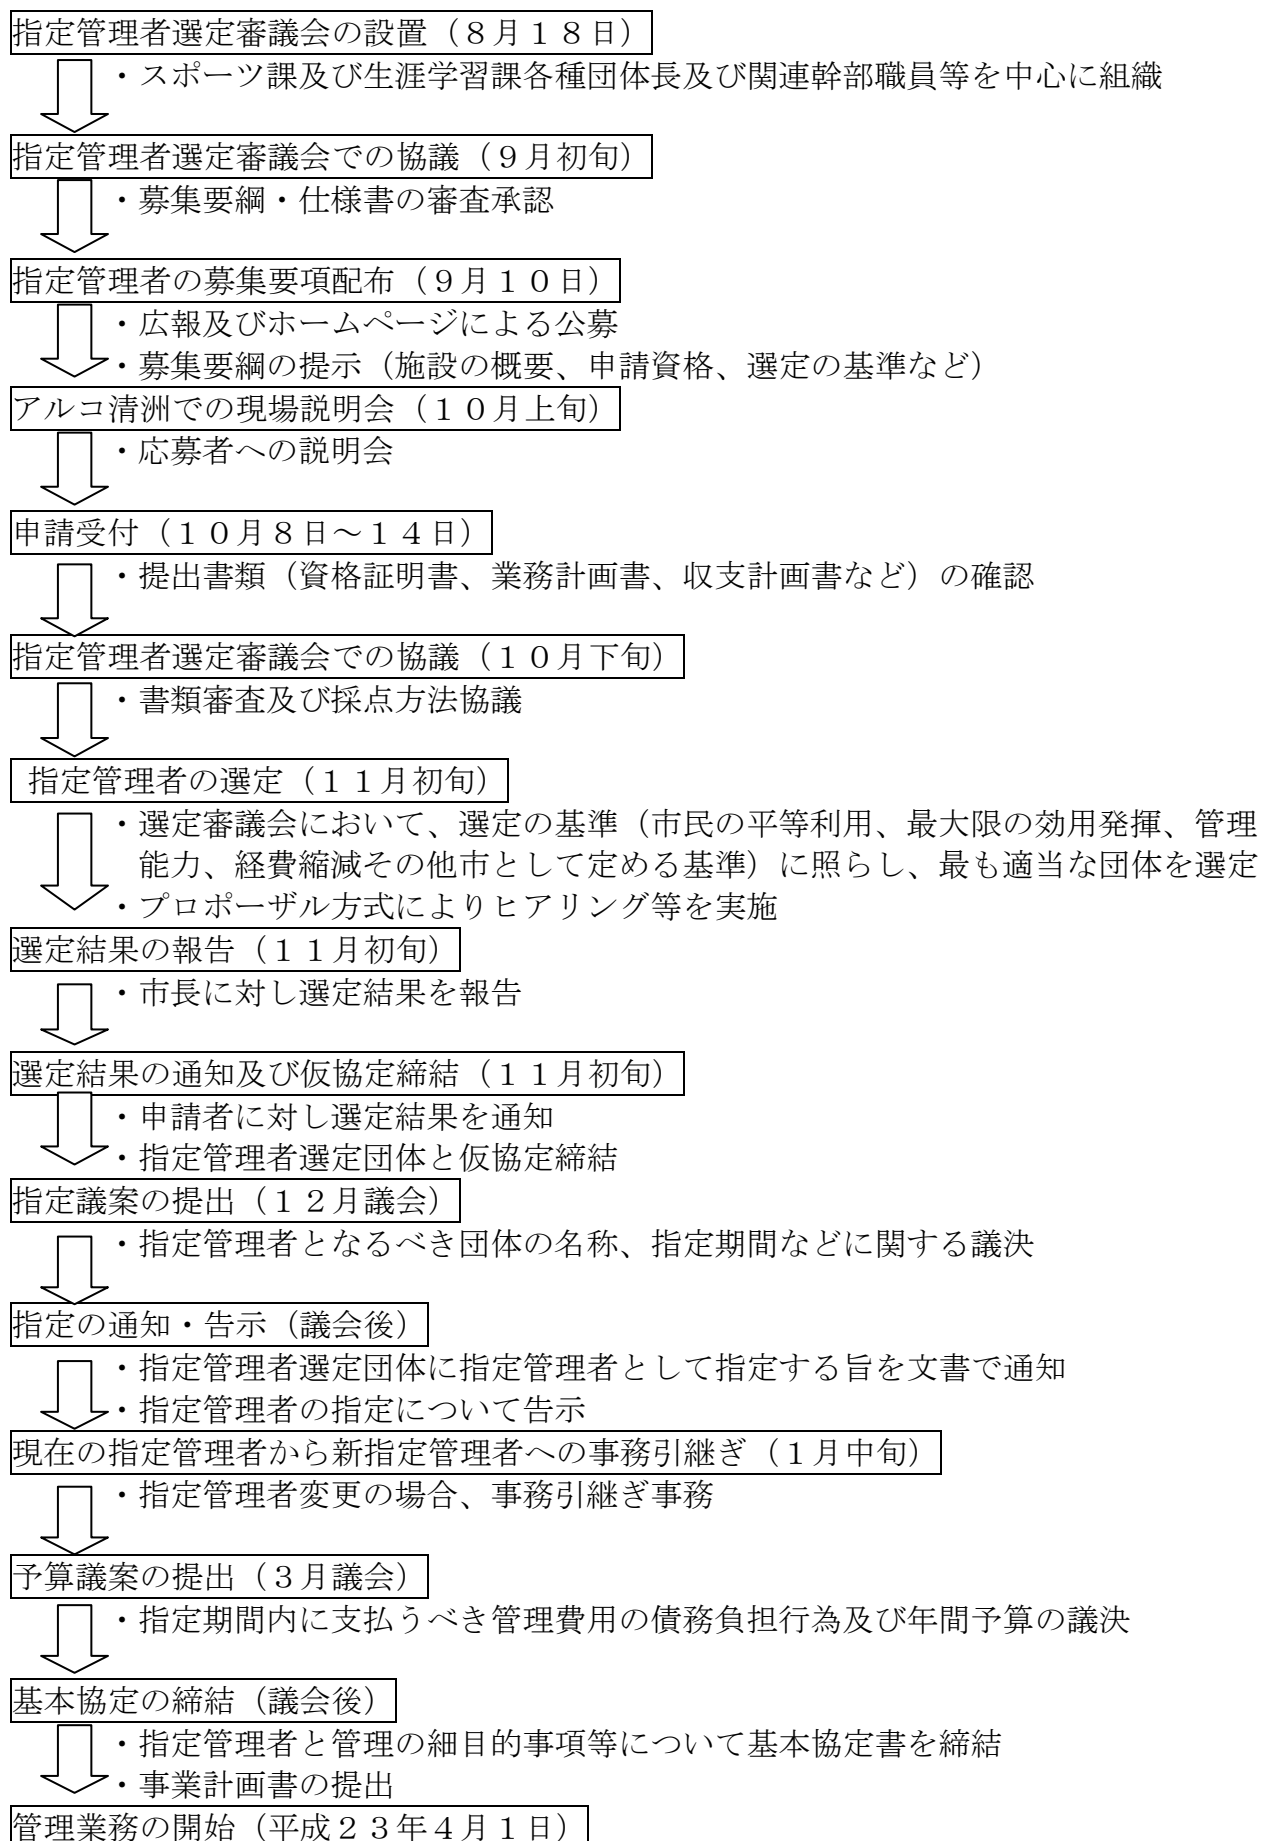 指定管理者選定審議会の設置（８月１８日）
・スポーツ課及び生涯学習課各種団体長及び関連幹部職員等を中心に組織
指定管理者選定審議会での協議（９月初旬）
・募集要綱・仕様書の審査承認
指定管理者の募集要項配布（９月１０日）
・広報及びホームページによる公募
・募集要綱の提示（施設の概要、申請資格、選定の基準など）
アルコ清洲での現場説明会（１０月上旬）
・応募者への説明会
申請受付（１０月８日～１４日）
・提出書類（資格証明書、業務計画書、収支計画書など）の確認
指定管理者選定審議会での協議（１０月下旬）
・書類審査及び採点方法協議
指定管理者の選定（１１月初旬）
・選定審議会において、選定の基準（市民の平等利用、最大限の効用発揮、管理
能力、経費縮減その他市として定める基準）に照らし、最も適当な団体を選定
・プロポーザル方式によりヒアリング等を実施
選定結果の報告（１１月初旬）
・市長に対し選定結果を報告
選定結果の通知及び仮協定締結（１１月初旬）
・申請者に対し選定結果を通知
・指定管理者選定団体と仮協定締結
指定議案の提出（１２月議会）
・指定管理者となるべき団体の名称、指定期間などに関する議決
指定の通知・告示（議会後）
・指定管理者選定団体に指定管理者として指定する旨を文書で通知
・指定管理者の指定について告示
現在の指定管理者から新指定管理者への事務引継ぎ（１月中旬）
・指定管理者変更の場合、事務引継ぎ事務
予算議案の提出（３月議会）
・指定期間内に支払うべき管理費用の債務負担行為及び年間予算の議決
基本協定の締結（議会後）
・指定管理者と管理の細目的事項等について基本協定書を締結
・事業計画書の提出
管理業務の開始（平成２３年４月１日）